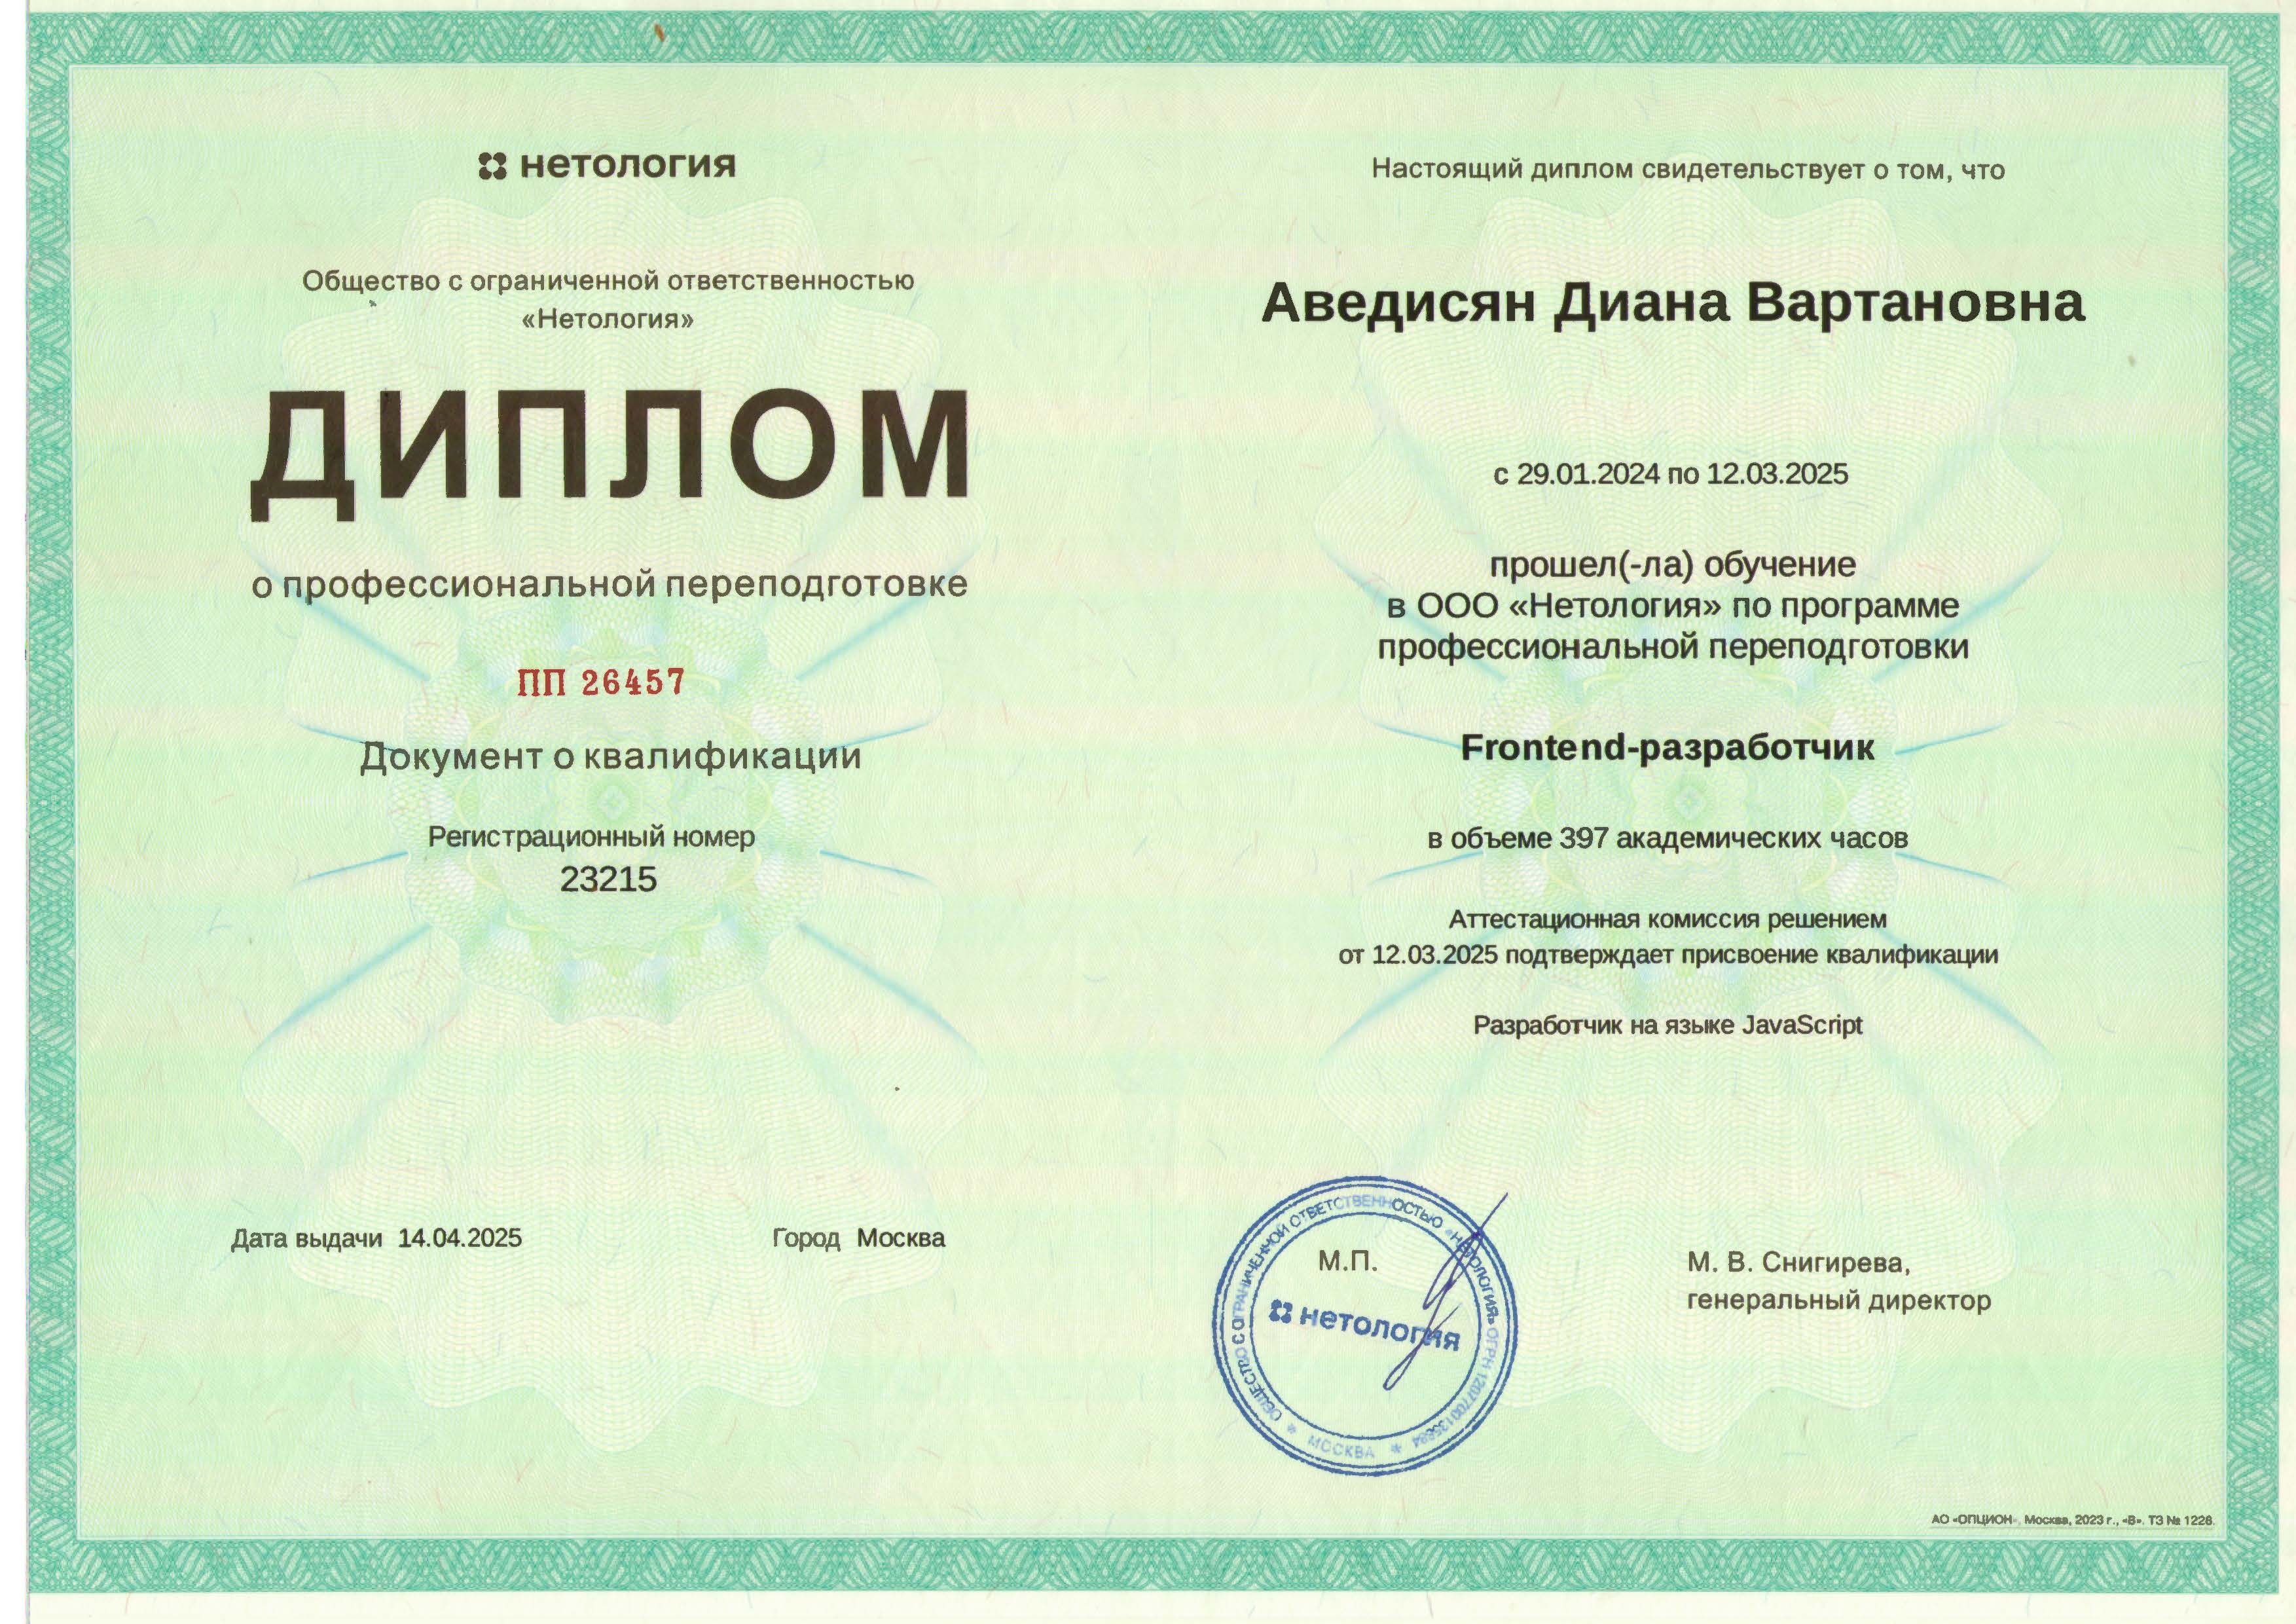 нетология
Общество с ограниченной ответственностью
«Нетология»
ДИПЛОМ
о профессиональной переподготовке
ПП 26457
Документ о квалификации
Регистрационный номер
23215
Дата выдачи 14.04.2025
Город Москва
Настоящий диплом свидетельствует о том, что
Аведисян Диана Вартановна
с 29.01.2024 по 12.03.2025
прошел(-ла) обучение
в ООО «Нетология» по программе
профессиональной переподготовки
Frontend-разработчик
в объеме 397 академических часов
Аттестационная комиссия решением
от 12.03.2025 подтверждает присвоение квалификации
Разработчик на языке JavaScript
М.П.
ОБЩЕСТВО С ОГРАНИЧЕННОЙ ОТВЕТСТВЕННОСТЬЮ «НЕТОЛОГИЯ»
МОСКВА
нетология
М. В. Снигирева,
генеральный директор
АО «ОПЦИОН», Москва, 2023 г., «В». ТЗ № 1228.